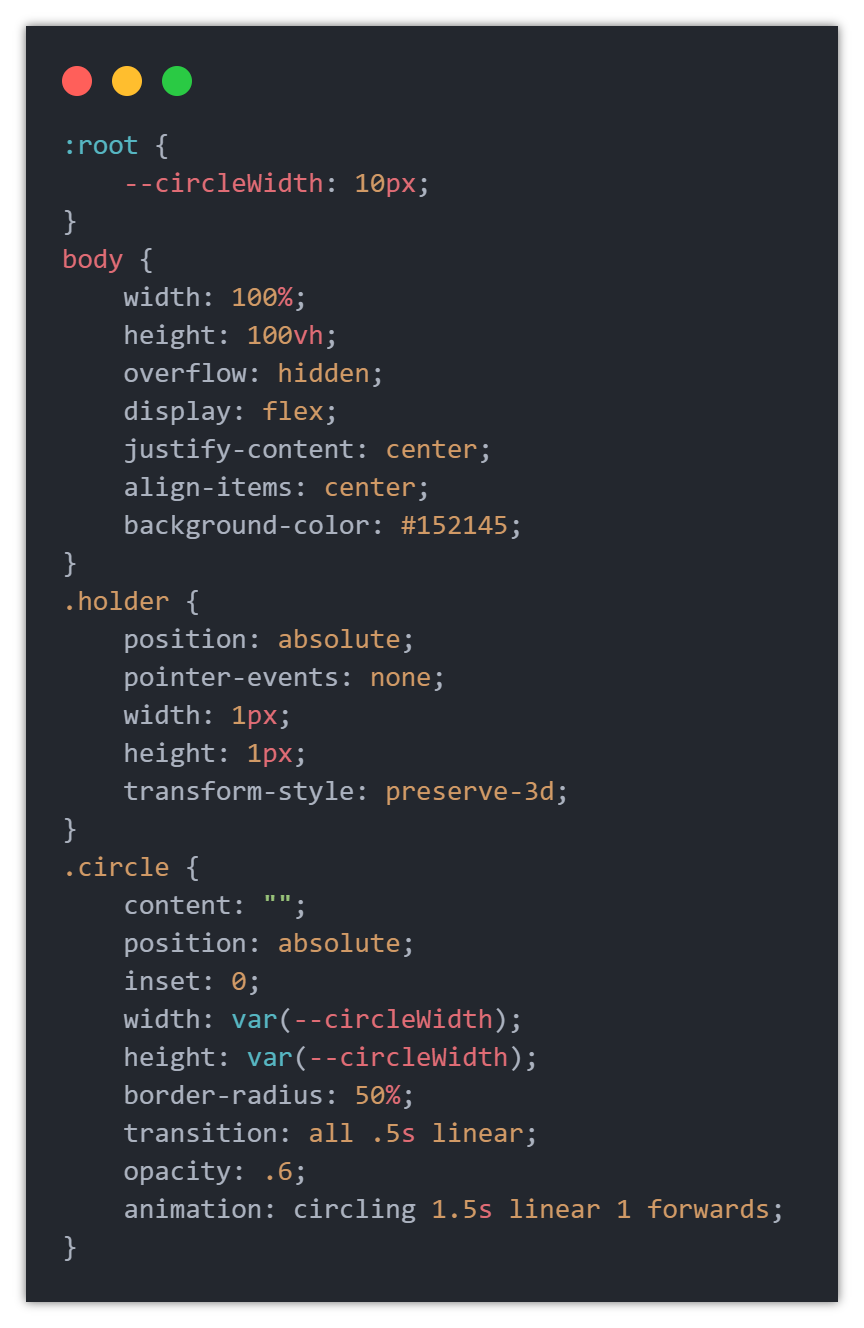 :root {
    --circleWidth: 10px;
}
body {
    width: 100%;
    height: 100vh;
    overflow: hidden;
    display: flex;
    justify-content: center;
    align-items: center;
    background-color: #152145;
}
.holder {
    position: absolute;
    pointer-events: none;
    width: 1px;
    height: 1px;
    transform-style: preserve-3d;
}
.circle {
    content: "";
    position: absolute;
    inset: 0;
    width: var(--circleWidth);
    height: var(--circleWidth);
    border-radius: 50%;
    transition: all .5s linear;
    opacity: .6;
    animation: circling 1.5s linear 1 forwards;
}